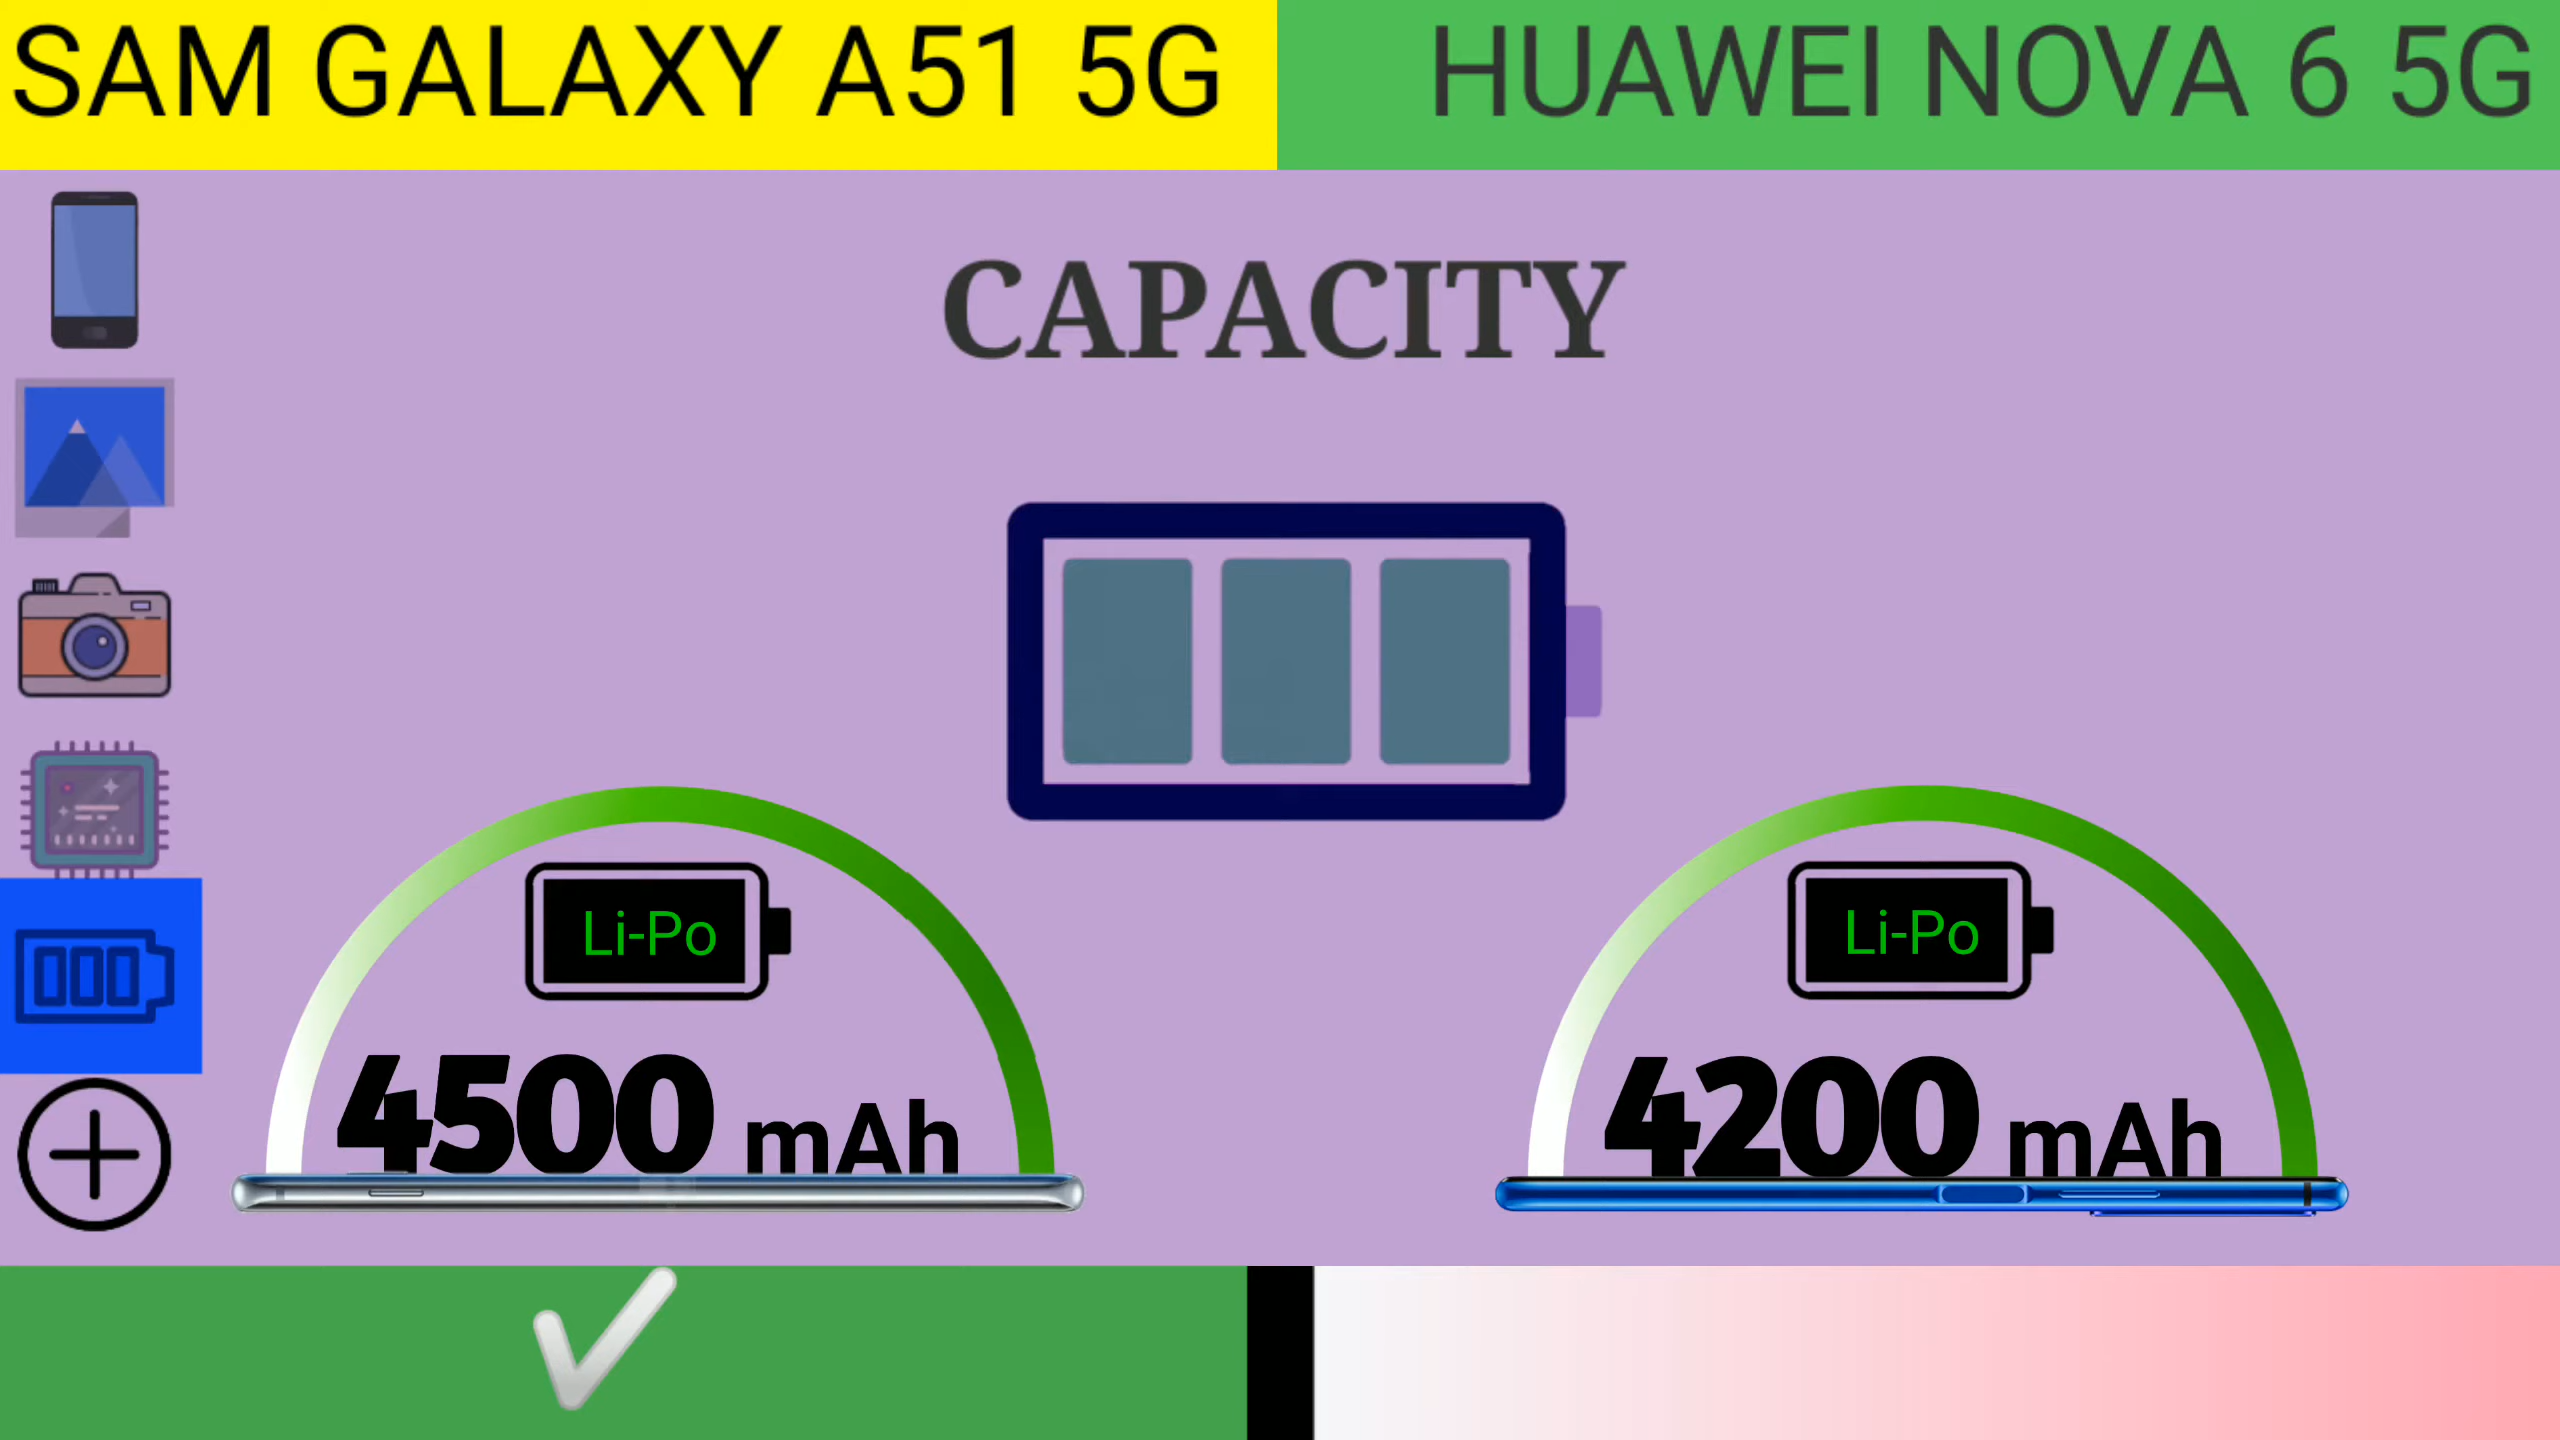 SAM GALAXY A51 5G
HUAWEI NOVA 6 5G
CAPACITY
Li-Po
4500 mAh
Li-Po
4200 mAh